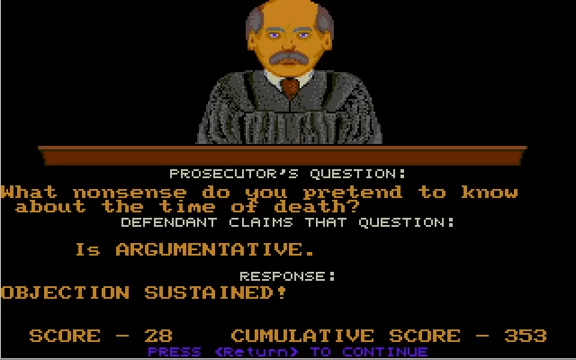 PROSECUTOR'S QUESTION:
What nonsense do you pretend to know
about the time of death?
DEFENDANT CLAIMS THAT QUESTION:
Is ARGUMENTATIVE.
RESPONSE:
OBJECTION SUSTAINED!
SCORE - 28 CUMULATIVE SCORE - 353
PRESS <Return> TO CONTINUE